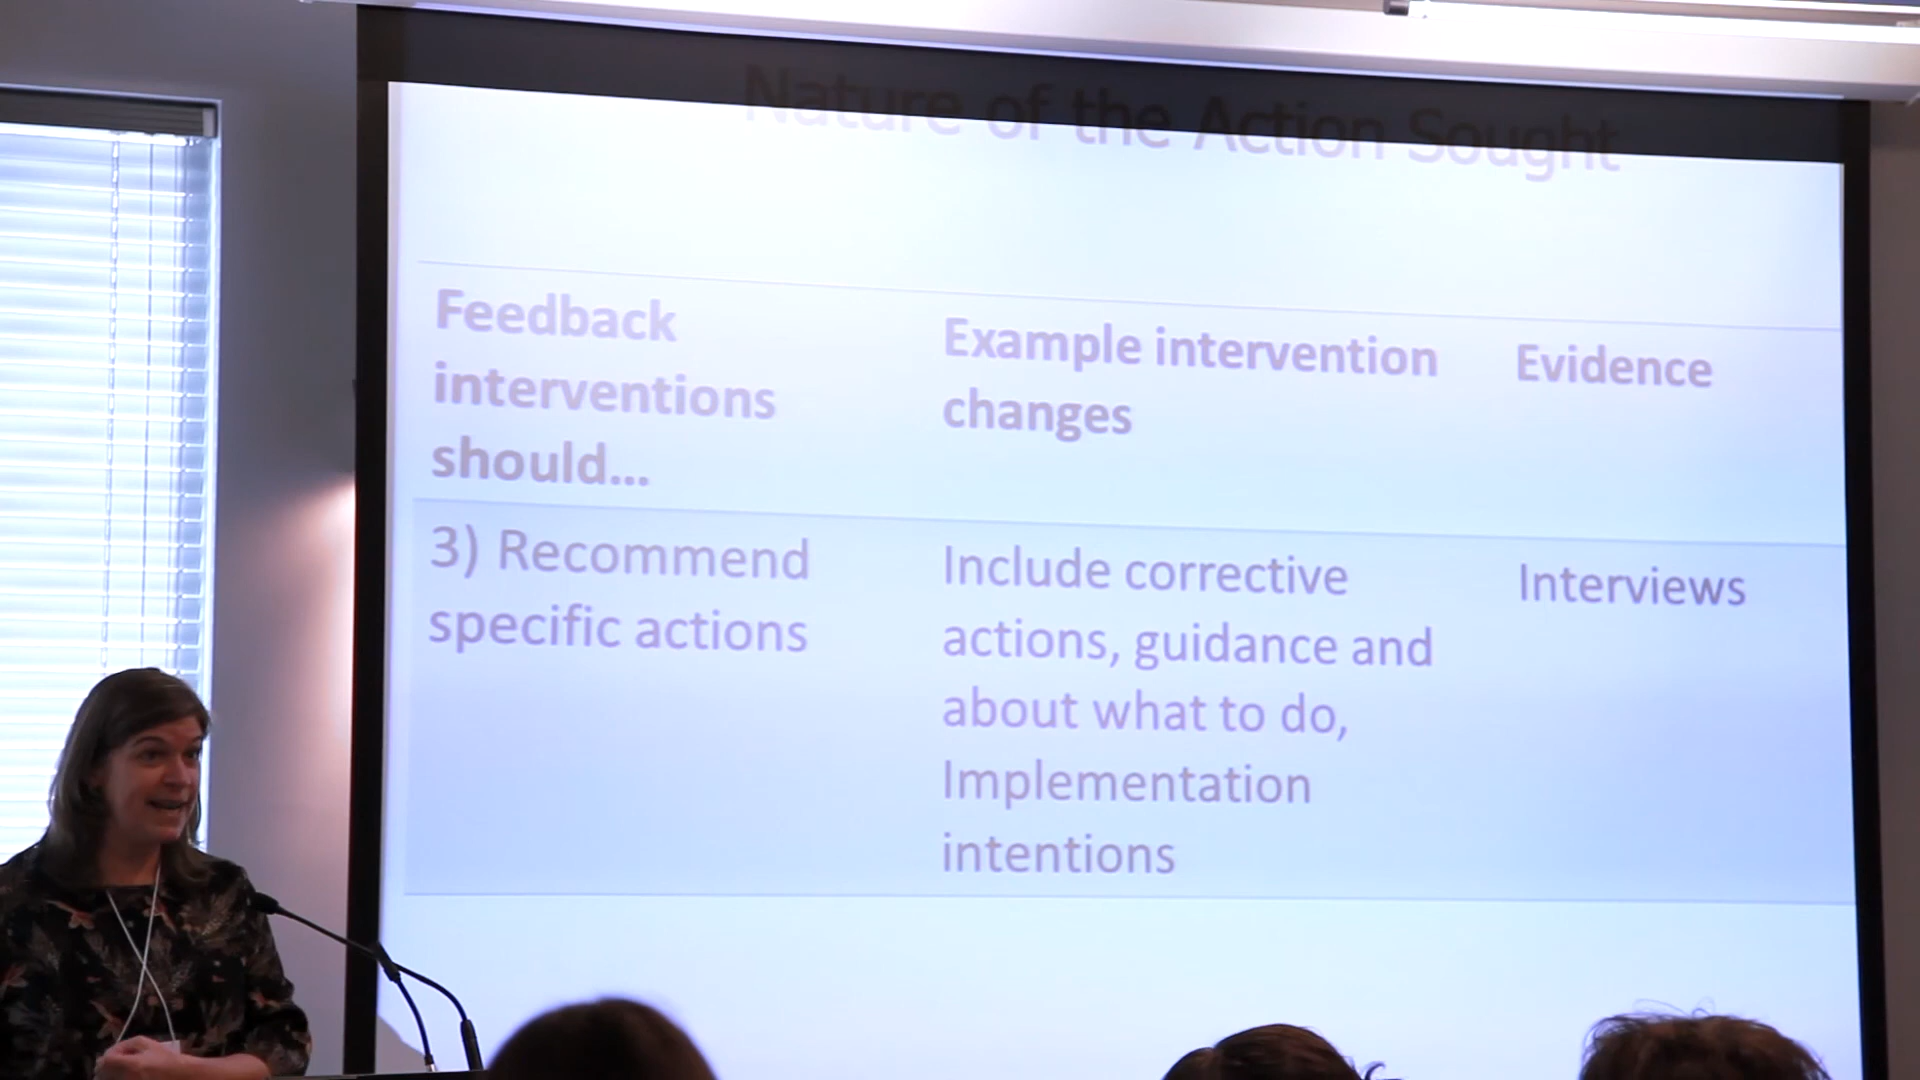 Nature of the Action Sought
Feedback
interventions
should...
Example intervention
changes
Evidence
3) Recommend
specific actions
Include corrective
actions, guidance and
about what to do,
Implementation
intentions
Interviews